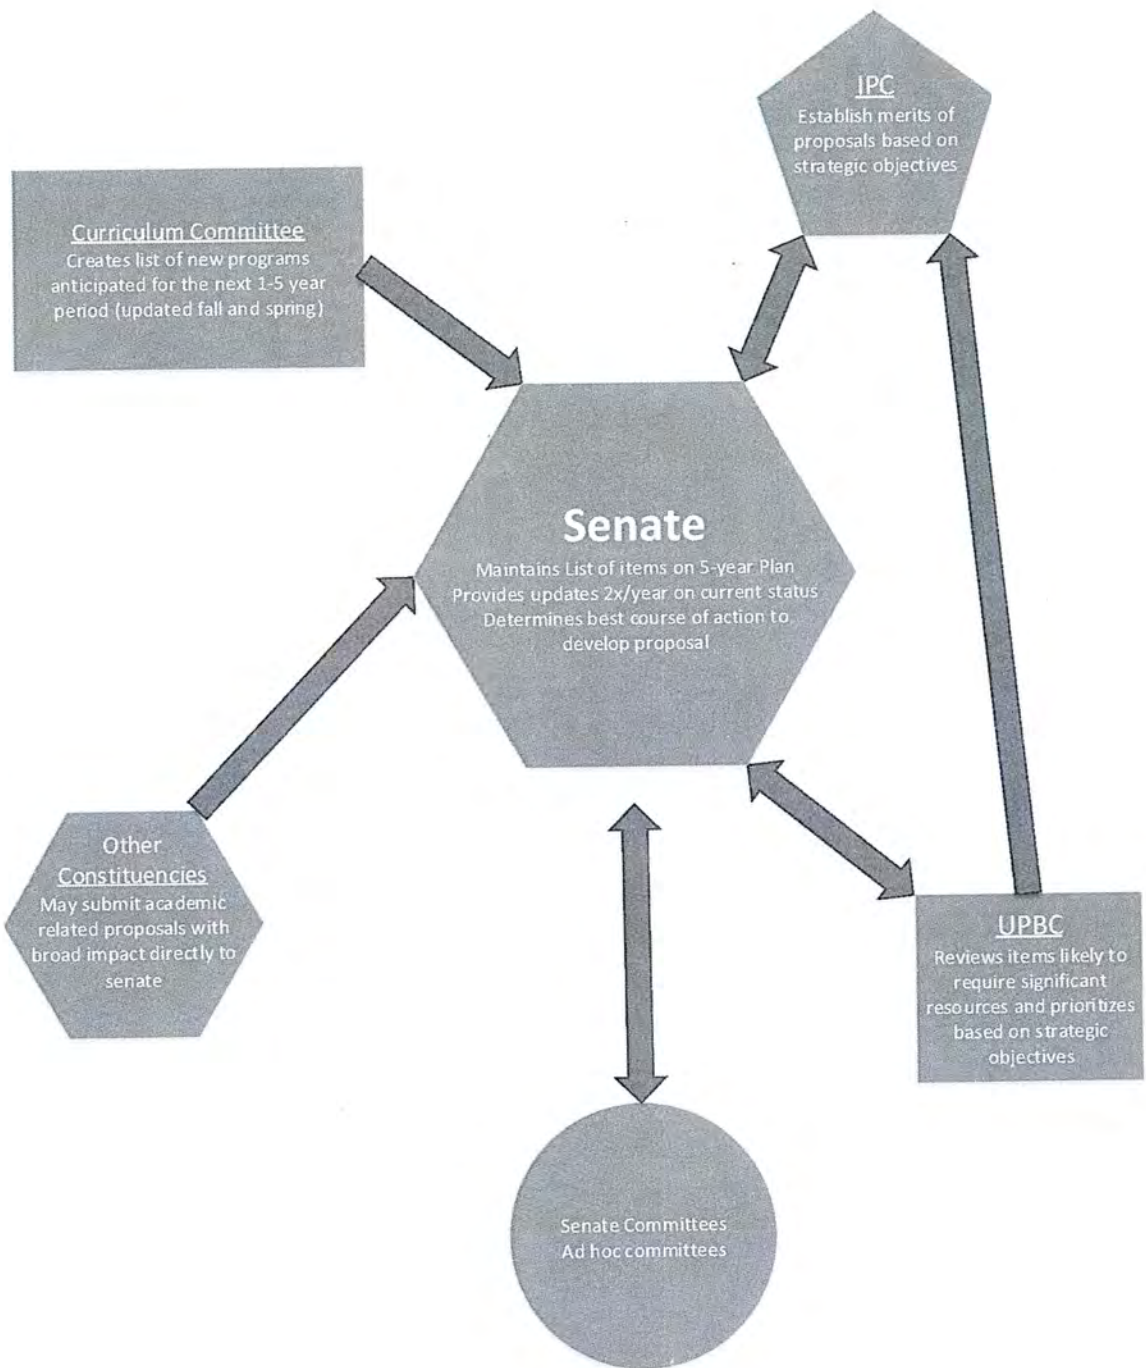 IPC
Establish merits of
proposals based on
strategic objectives
Curriculum Committee
Creates list of new programs
anticipated for the next 1-5 year
period (updated fall and spring)
Senate
Maintains List of items on 5-year Plan
Provides updates 2x/year on current status
Determines best course of action to
develop proposal
Other
Constituencies
May submit academic
related proposals with
broad impact directly to
senate
UPBC
Reviews items likely to
require significant
resources and prioritizes
based on strategic
objectives
Senate Committees
Ad hoc committees